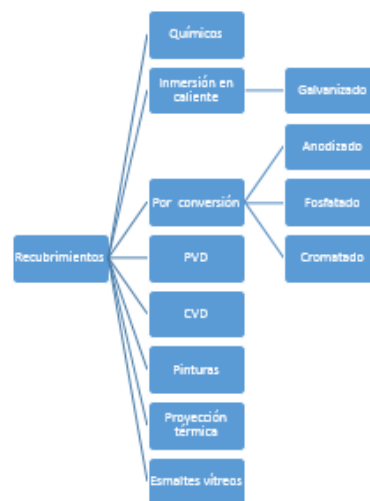 Químicos
Inmersión en
caliente
Galvanizado
Anodizado
Por conversión
Fosfatado
Recubrimientos
PVD
Cromatado
CVD
Pinturas
Proyección
térmica
Esmaltes vítreos